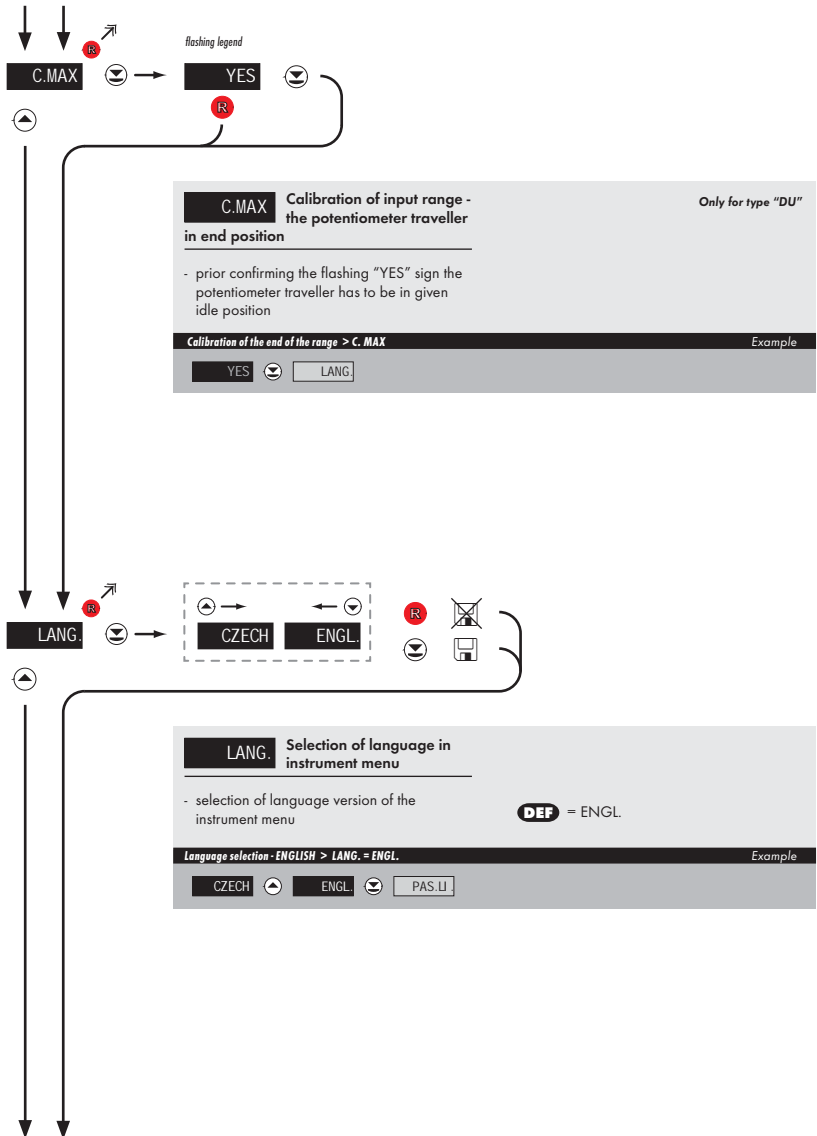 R
C.MAX
flashing legend
YES
R
C.MAX Calibration of input range -
the potentiometer traveller
in end position
Only for type "DU"
- prior confirming the flashing "YES" sign the
potentiometer traveller has to be in given
idle position
Calibration of the end of the range > C. MAX Example
YES LANG.
R
LANG.
CZECH ENGL.
R
LANG. Selection of language in
instrument menu
- selection of language version of the
instrument menu
DEF = ENGL.
Language selection - ENGLISH > LANG. = ENGL. Example
CZECH ENGL. PAS.LI.